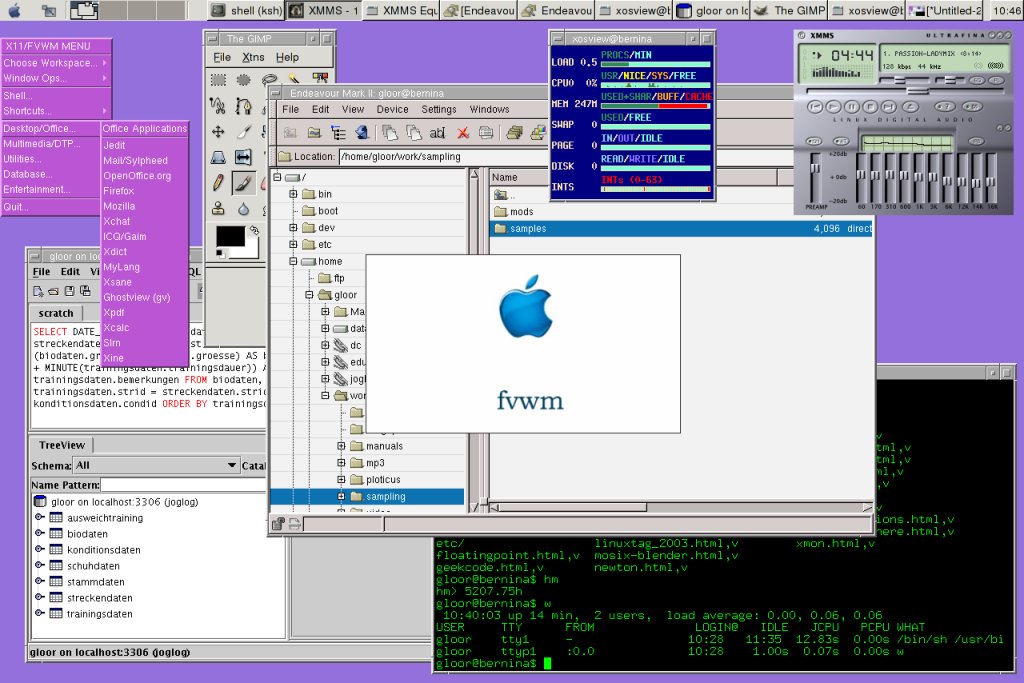 shell (ksh)
XMMS - 1
XMMS Equ
[Endeavou
Endeavou
xosview@b
gloor on lo
The GIMP
xosview@b
[*Untitled-2
10:46
X11/FVWM MENU
Choose Workspace...
Window Ops...
Shell...
Shortcuts...
Desktop/Office...
Multimedia/DTP...
Utilities...
Database...
Entertainment...
Quit...
Office Applications
Jedit
Mail/Sylpheed
OpenOffice.org
Firefox
Mozilla
Xchat
ICQ/Gaim
Xdict
MyLang
Xsane
Ghostview (gv)
Xpdf
Xcalc
Slrn
Xine
The GIMP
File Xtns Help
Endeavour Mark II: gloor@bernina
File Edit View Device Settings Windows
Location: /home/gloor/work/sampling
/
bin
boot
dev
etc
home
ftp
gloor
Ma
data
dc
edu
jogl
wor
manuals
mp3
ploticus
sampling
Name
..
mods
samples 4,096 direct
xosview@bernina
LOAD 0.5 PROCS/MIN
CPU0 0% USR/NICE/SYS/FREE
MEM 247M USED+SHAR/BUFF/CACHE
SWAP 0 USED/FREE
PAGE 0 IN/OUT/IDLE
DISK 0 READ/WRITE/IDLE
INTS INTs (0-63)
XMMS
ULTRAFINA
04:44
1. PASSION-LADYMIX <8:14>
128 kbps 44 kHz
LINUX DIGITAL AUDIO
+20db
+0db
-20db
PREAMP 60 170 310 600 1K 3K 6K 12K 14K 16K
fvwm
gloor on loc
File Edit Vi
QL
scratch
SELECT DATE_
streckendaten
(biodaten.gr
.groesse) AS b
+ MINUTE(trainingsdaten.trainingsdauer)) A
trainingsdaten.bemerkungen FROM biodaten,
trainingsdaten.strid = streckendaten.strid
konditionsdaten.condid ORDER BY trainingsd
TreeView
Schema: All Catal
Name Pattern:
gloor on localhost:3306 (joglog)
ausweichtraining
biodaten
konditionsdaten
schuhdaten
stammdaten
streckendaten
trainingsdaten
gloor on localhost:3306 (joglog)
,v
tml,v
l,v
ml,v
ions.html,v
here.html,v
etc/ linuxtag_2003.html,v xmon.html,v
floatingpoint.html,v mosix-blender.html,v
geekcode.html,v newton.html,v
gloor@bernina$ hm
hm> 5207.75h
gloor@bernina$ w
10:40:03 up 14 min, 2 users, load average: 0.00, 0.06, 0.06
USER TTY FROM LOGIN@ IDLE JCPU PCPU WHAT
gloor tty1 - 10:28 11:35 12.83s 0.00s /bin/sh /usr/bi
gloor ttyp1 :0.0 10:28 1.00s 0.07s 0.00s w
gloor@bernina$